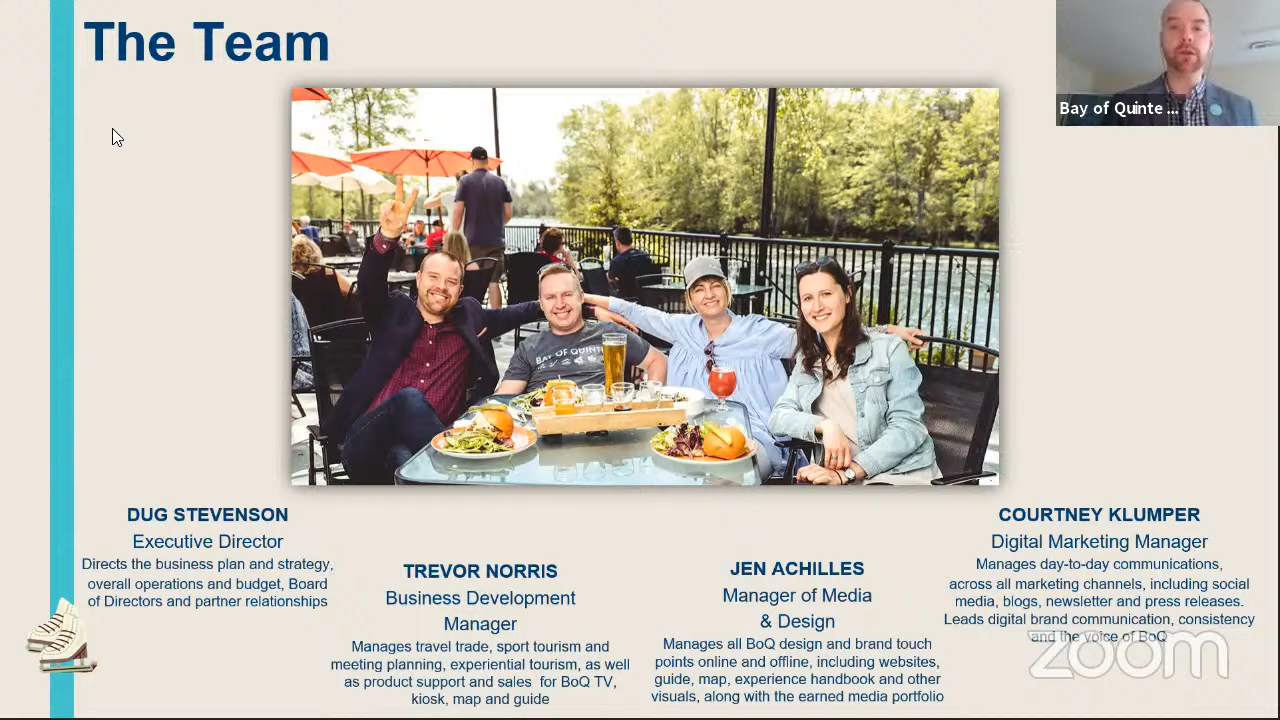 The Team
Bay of Quinte ...
BAY OF QUINTE
DUG STEVENSON
Executive Director
Directs the business plan and strategy,
overall operations and budget, Board
of Directors and partner relationships
TREVOR NORRIS
Business Development
Manager
Manages travel trade, sport tourism and
meeting planning, experiential tourism, as well
as product support and sales for BoQ TV,
kiosk, map and guide
JEN ACHILLES
Manager of Media
& Design
Manages all BoQ design and brand touch
points online and offline, including websites,
guide, map, experience handbook and other
visuals, along with the earned media portfolio
COURTNEY KLUMPER
Digital Marketing Manager
Manages day-to-day communications,
across all marketing channels, including social
media, blogs, newsletter and press releases.
Leads digital brand communication, consistency
and the voice of BoQ
zoom